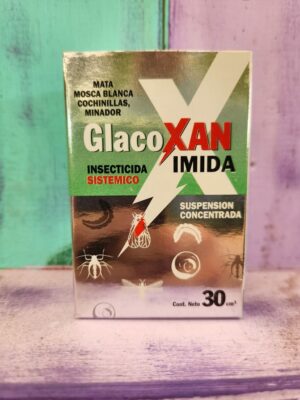 MATA
MOSCA BLANCA
COCHINILLAS,
MINADOR
GlacoXAN
IMIDA
INSECTICIDA
SISTEMICO
SUSPENSION
CONCENTRADA
Cont. Neto 30 cm³